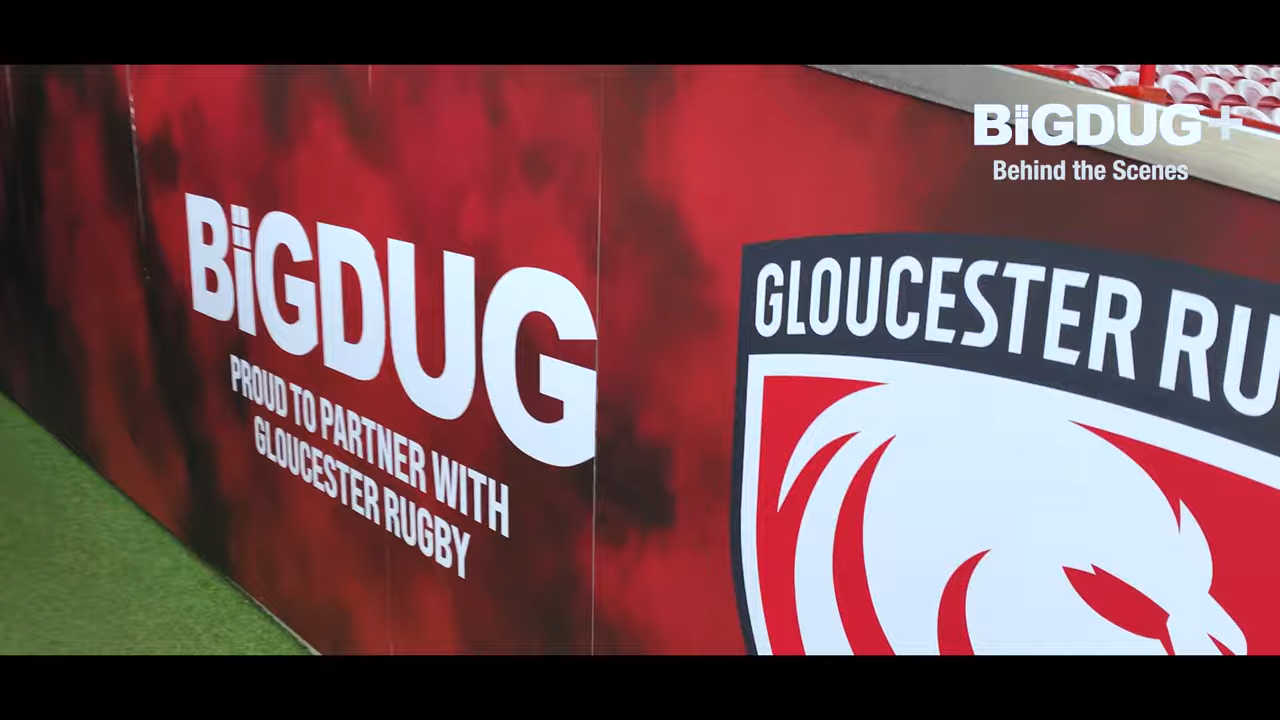 BiGDUG+
Behind the Scenes
BiGDUG
PROUD TO PARTNER WITH
GLOUCESTER RUGBY
GLOUCESTER RU